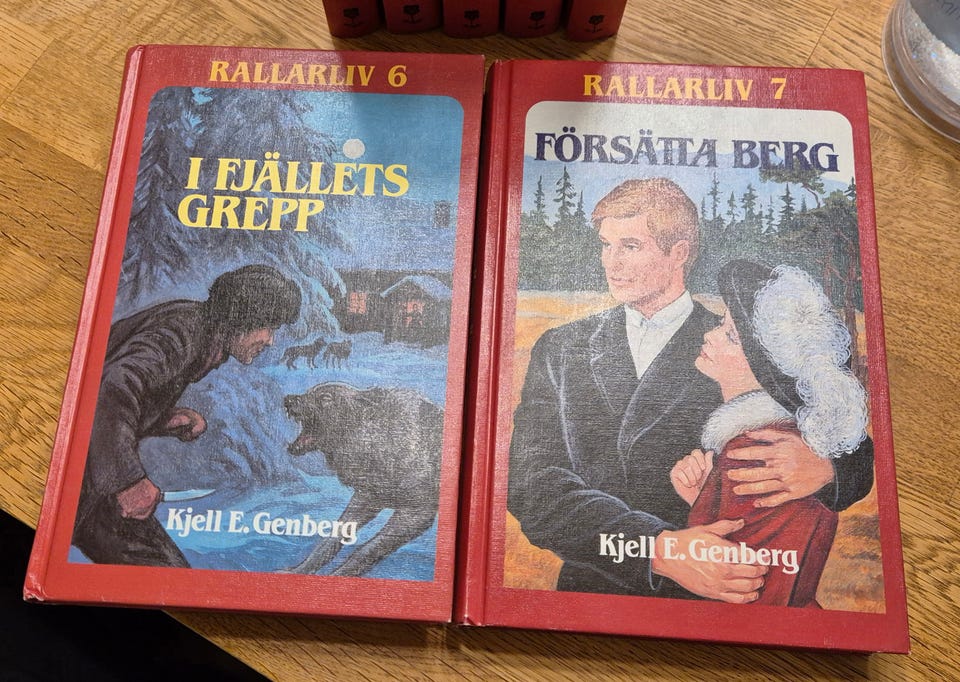 RALLARLIV 6
I FJÄLLETS
GREPP
Kjell E. Genberg
RALLARLIV 7
FÖRSÄTTA BERG
Kjell E. Genberg